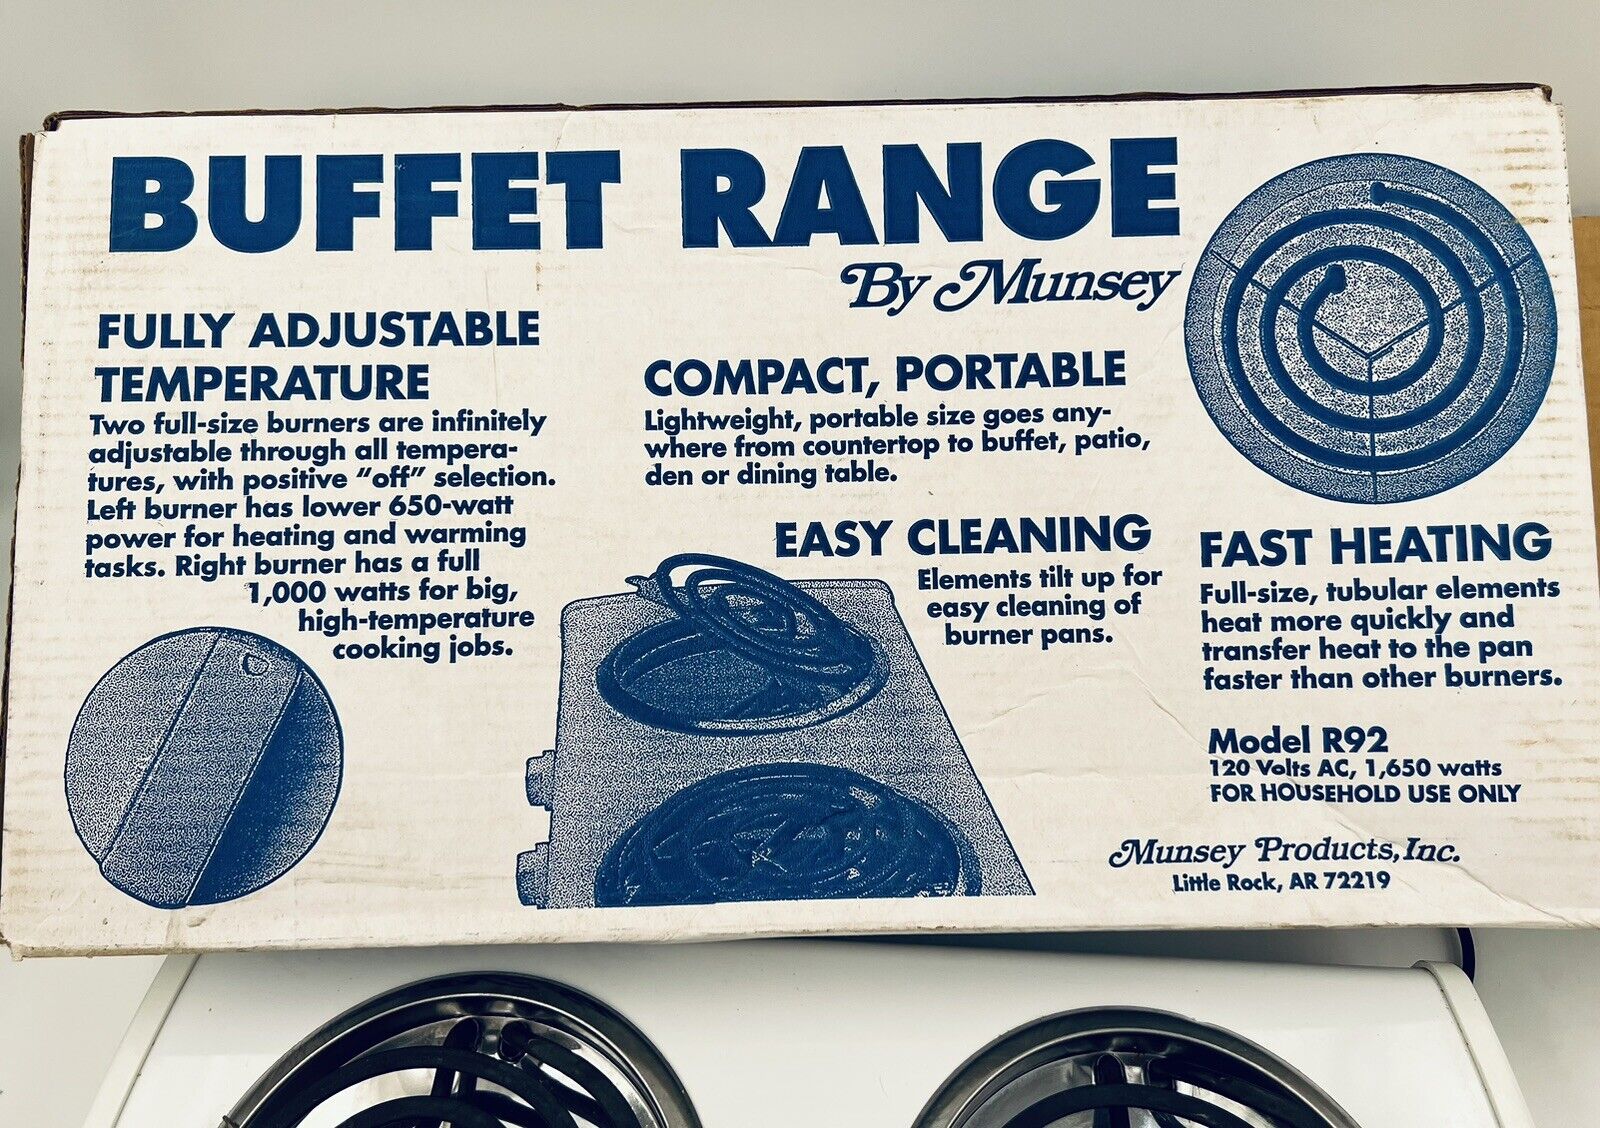 BUFFET RANGE
By Munsey
FULLY ADJUSTABLE
TEMPERATURE
Two full-size burners are infinitely
adjustable through all tempera-
tures, with positive “off” selection.
Left burner has lower 650-watt
power for heating and warming
tasks. Right burner has a full
1,000 watts for big,
high-temperature
cooking jobs.
COMPACT, PORTABLE
Lightweight, portable size goes any-
where from countertop to buffet, patio,
den or dining table.
EASY CLEANING
Elements tilt up for
easy cleaning of
burner pans.
FAST HEATING
Full-size, tubular elements
heat more quickly and
transfer heat to the pan
faster than other burners.
Model R92
120 Volts AC, 1,650 watts
FOR HOUSEHOLD USE ONLY
Munsey Products, Inc.
Little Rock, AR 72219